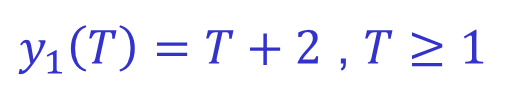 y₁(T) = T + 2 , T ≥ 1